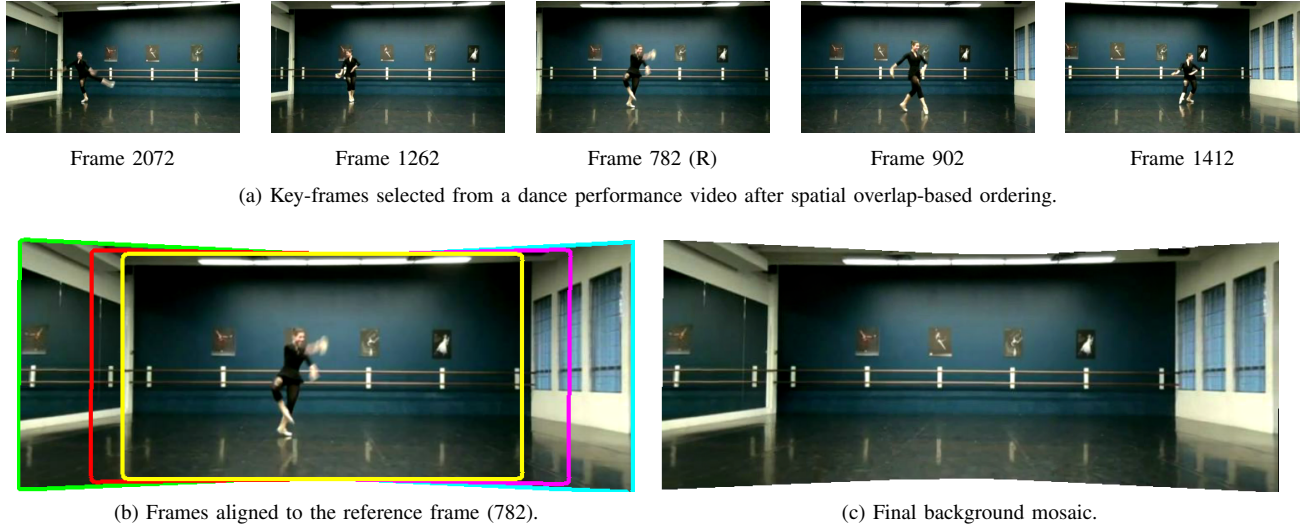 Frame 2072
Frame 1262
Frame 782 (R)
Frame 902
Frame 1412
(a) Key-frames selected from a dance performance video after spatial overlap-based ordering.
(b) Frames aligned to the reference frame (782).
(c) Final background mosaic.